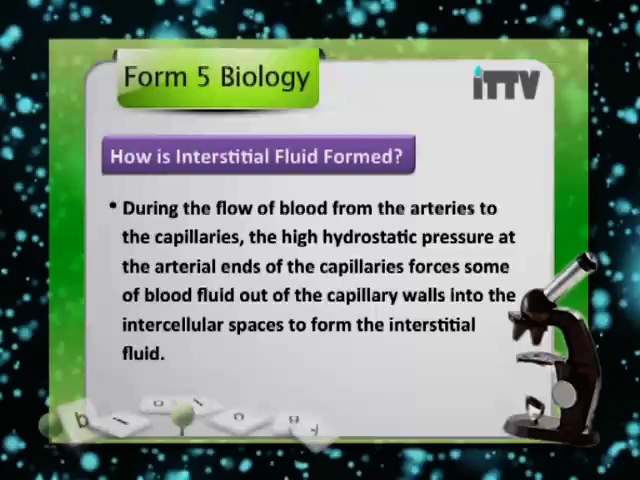 Form 5 Biology
iTTV
How is Interstitial Fluid Formed?
• During the flow of blood from the arteries to
the capillaries, the high hydrostatic pressure at
the arterial ends of the capillaries forces some
of blood fluid out of the capillary walls into the
intercellular spaces to form the interstitial
fluid.
b i o l o g y